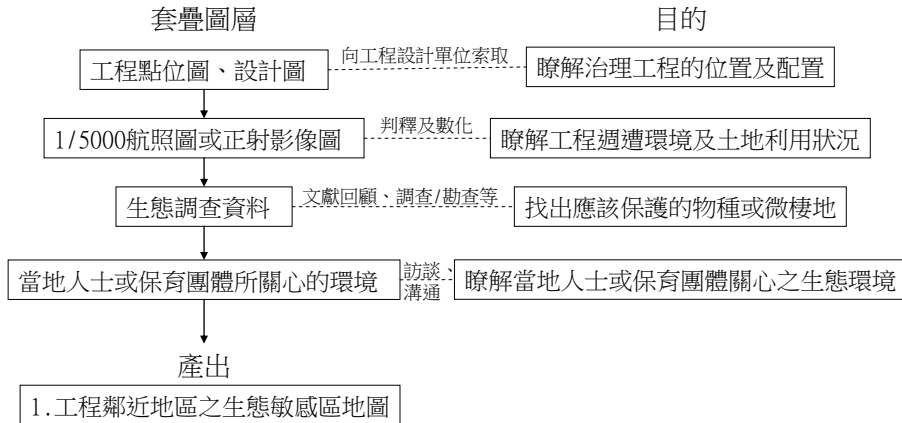 套疊圖層
目的
工程點位圖、設計圖
向工程設計單位索取
瞭解治理工程的位置及配置
1/5000航照圖或正射影像圖
判釋及數化
瞭解工程週遭環境及土地利用狀況
生態調查資料
文獻回顧、調查/勘查等
找出應該保護的物種或微棲地
當地人士或保育團體所關心的環境
訪談、
溝通
瞭解當地人士或保育團體關心之生態環境
產出
1.工程鄰近地區之生態敏感區地圖